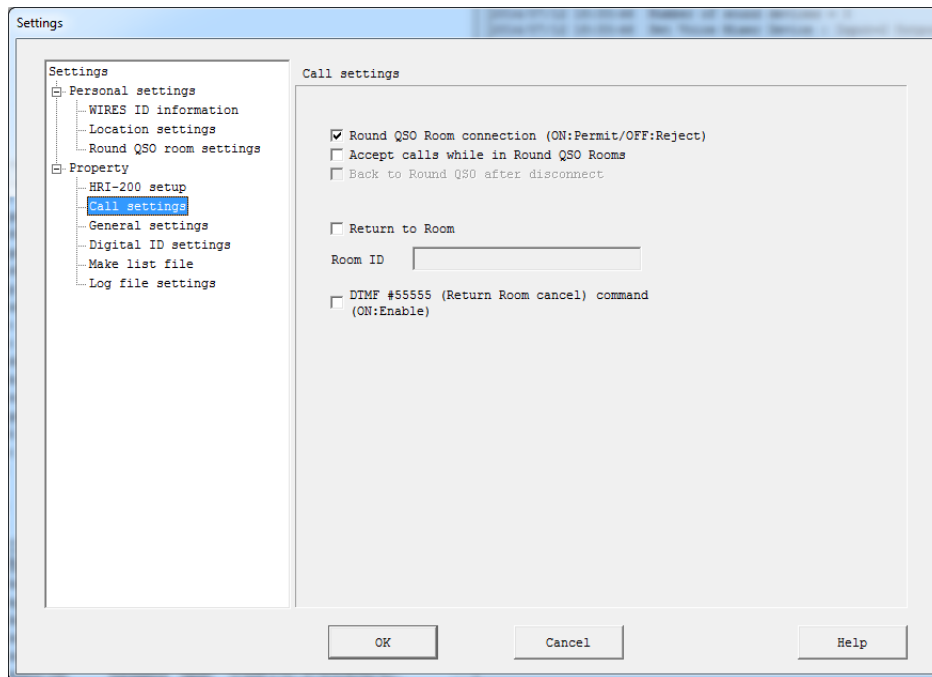 Settings
Settings
Personal settings
WIRES ID information
Location settings
Round QSO room settings
Property
HRI-200 setup
Call settings
General settings
Digital ID settings
Make list file
Log file settings
Call settings
Round QSO Room connection (ON:Permit/OFF:Reject)
Accept calls while in Round QSO Rooms
Back to Round QSO after disconnect
Return to Room
Room ID
DTMF #55555 (Return Room cancel) command
(ON:Enable)
OK
Cancel
Help